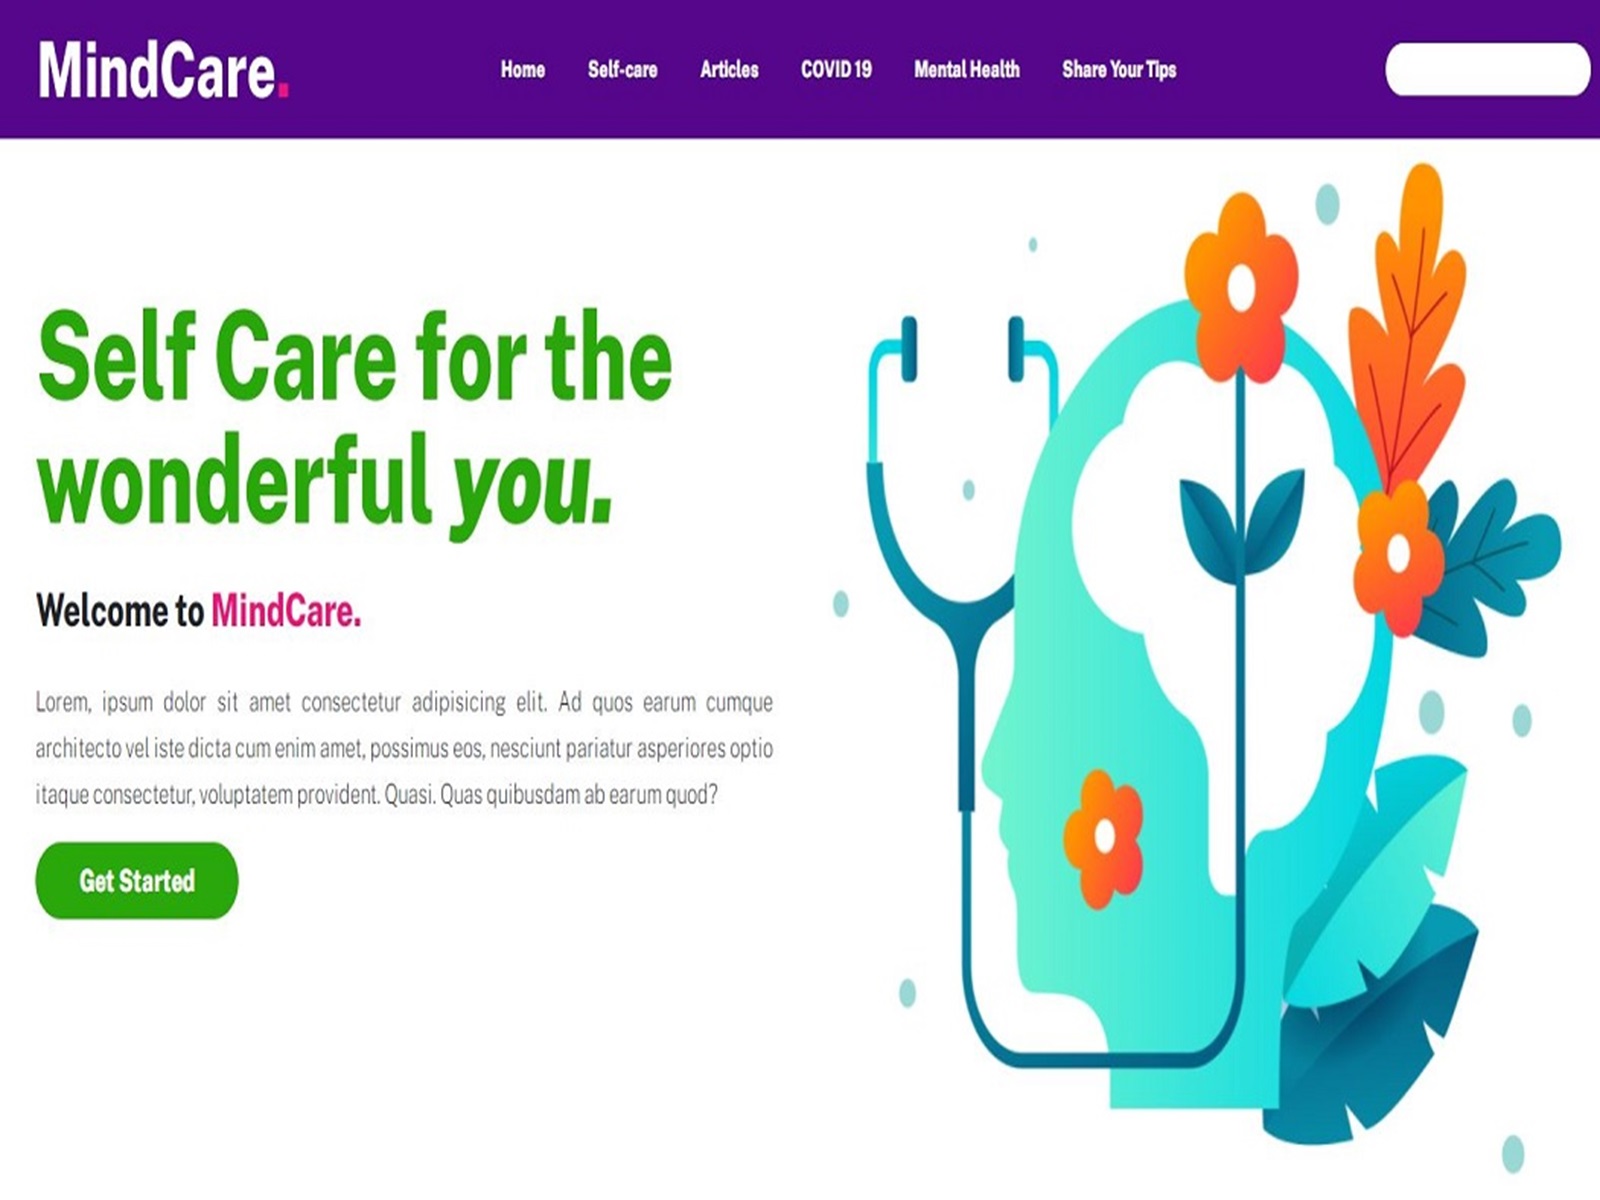 MindCare.
Home Self-care Articles COVID 19 Mental Health Share Your Tips
Self Care for the
wonderful you.
Welcome to MindCare.
Lorem, ipsum dolor sit amet consectetur adipisicing elit. Ad quos earum cumque
architecto vel iste dicta cum enim amet, possimus eos, nesciunt pariatur asperiores optio
itaque consectetur, voluptatem provident. Quasi. Quas quibusdam ab earum quod?
Get Started